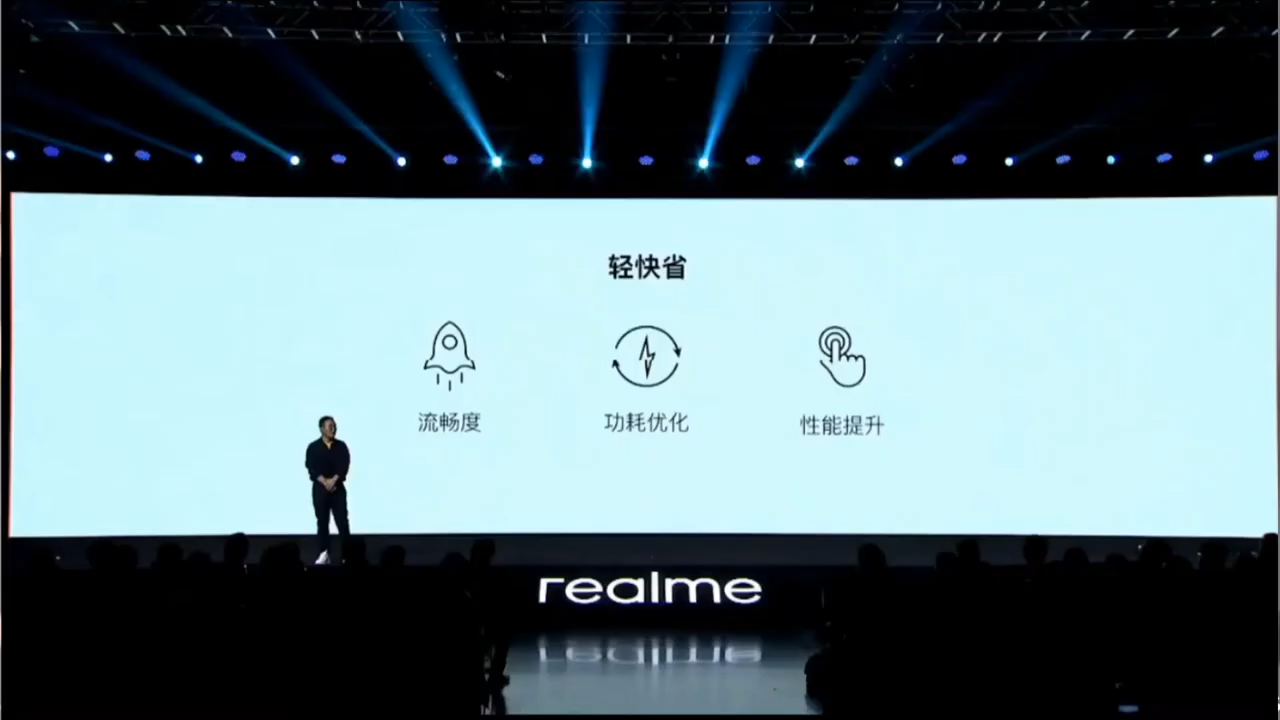 轻快省
流畅度
功耗优化
性能提升
realme